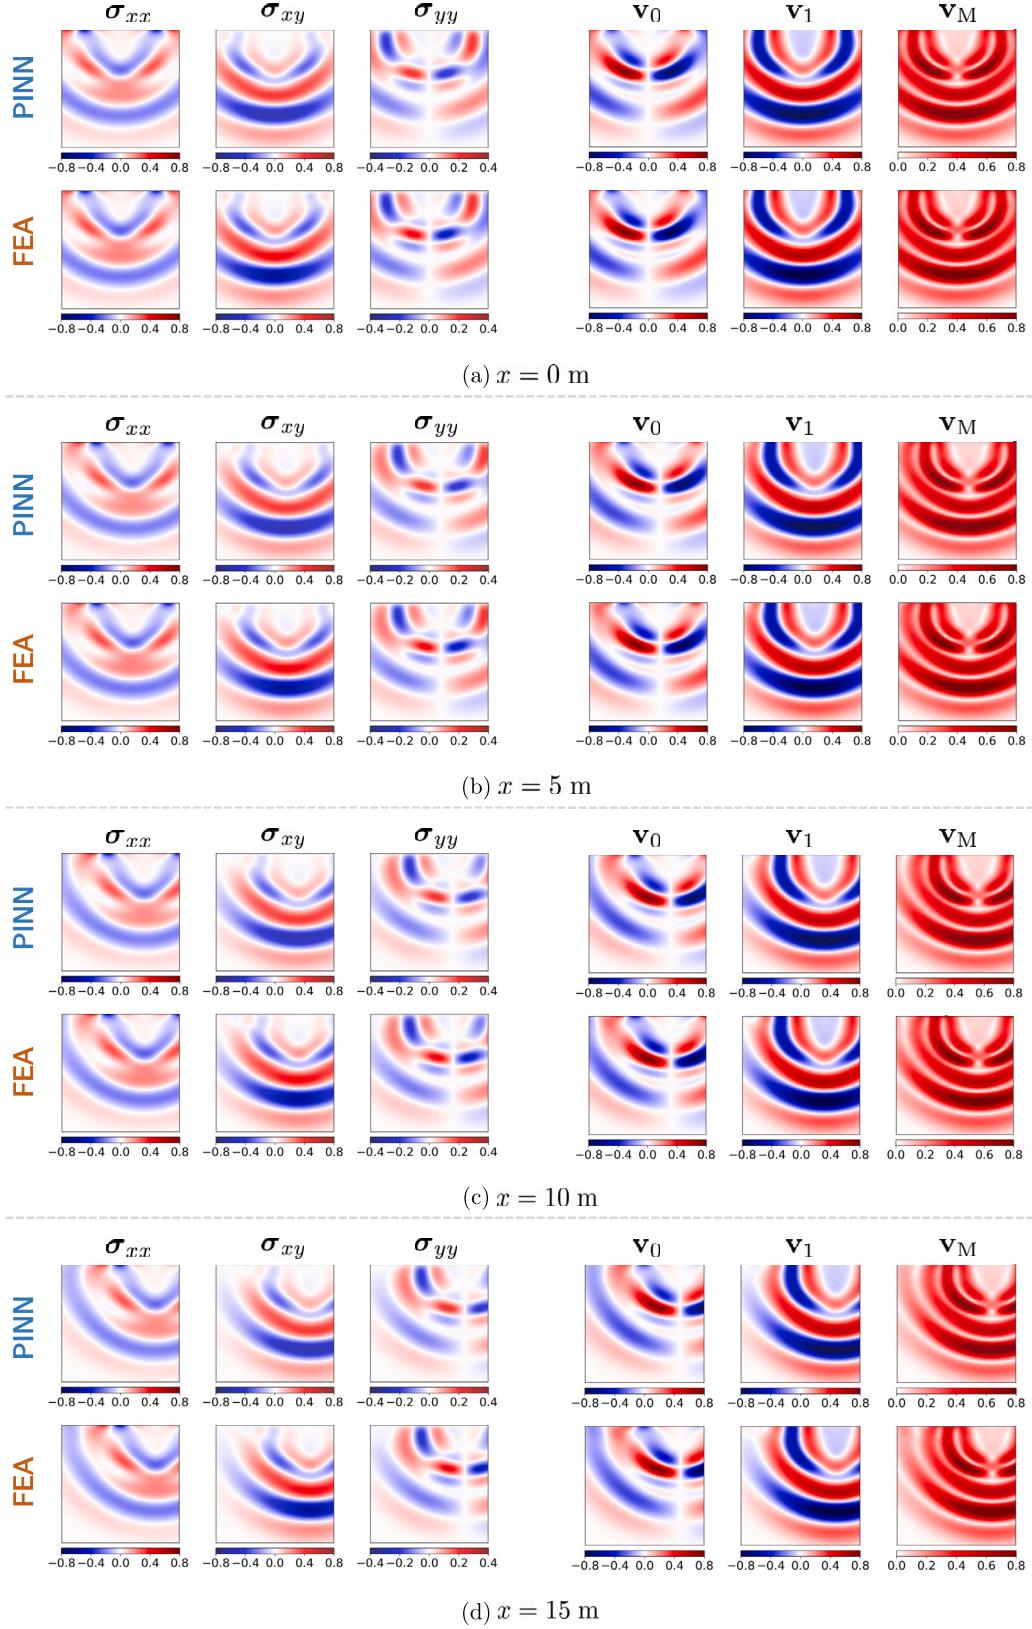 σxx σxy σyy v0 v1 vM
PINN
−0.8 −0.4 0.0 0.4 0.8 −0.8 −0.4 0.0 0.4 0.8 −0.4 −0.2 0.0 0.2 0.4 −0.8 −0.4 0.0 0.4 0.8 −0.8 −0.4 0.0 0.4 0.8 0.0 0.2 0.4 0.6 0.8
FEA
−0.8 −0.4 0.0 0.4 0.8 −0.8 −0.4 0.0 0.4 0.8 −0.4 −0.2 0.0 0.2 0.4 −0.8 −0.4 0.0 0.4 0.8 −0.8 −0.4 0.0 0.4 0.8 0.0 0.2 0.4 0.6 0.8
(a) x = 0 m
σxx σxy σyy v0 v1 vM
PINN
−0.8 −0.4 0.0 0.4 0.8 −0.8 −0.4 0.0 0.4 0.8 −0.4 −0.2 0.0 0.2 0.4 −0.8 −0.4 0.0 0.4 0.8 −0.8 −0.4 0.0 0.4 0.8 0.0 0.2 0.4 0.6 0.8
FEA
−0.8 −0.4 0.0 0.4 0.8 −0.8 −0.4 0.0 0.4 0.8 −0.4 −0.2 0.0 0.2 0.4 −0.8 −0.4 0.0 0.4 0.8 −0.8 −0.4 0.0 0.4 0.8 0.0 0.2 0.4 0.6 0.8
(b) x = 5 m
σxx σxy σyy v0 v1 vM
PINN
−0.8 −0.4 0.0 0.4 0.8 −0.8 −0.4 0.0 0.4 0.8 −0.4 −0.2 0.0 0.2 0.4 −0.8 −0.4 0.0 0.4 0.8 −0.8 −0.4 0.0 0.4 0.8 0.0 0.2 0.4 0.6 0.8
FEA
−0.8 −0.4 0.0 0.4 0.8 −0.8 −0.4 0.0 0.4 0.8 −0.4 −0.2 0.0 0.2 0.4 −0.8 −0.4 0.0 0.4 0.8 −0.8 −0.4 0.0 0.4 0.8 0.0 0.2 0.4 0.6 0.8
(c) x = 10 m
σxx σxy σyy v0 v1 vM
PINN
−0.8 −0.4 0.0 0.4 0.8 −0.8 −0.4 0.0 0.4 0.8 −0.4 −0.2 0.0 0.2 0.4 −0.8 −0.4 0.0 0.4 0.8 −0.8 −0.4 0.0 0.4 0.8 0.0 0.2 0.4 0.6 0.8
FEA
−0.8 −0.4 0.0 0.4 0.8 −0.8 −0.4 0.0 0.4 0.8 −0.4 −0.2 0.0 0.2 0.4 −0.8 −0.4 0.0 0.4 0.8 −0.8 −0.4 0.0 0.4 0.8 0.0 0.2 0.4 0.6 0.8
(d) x = 15 m